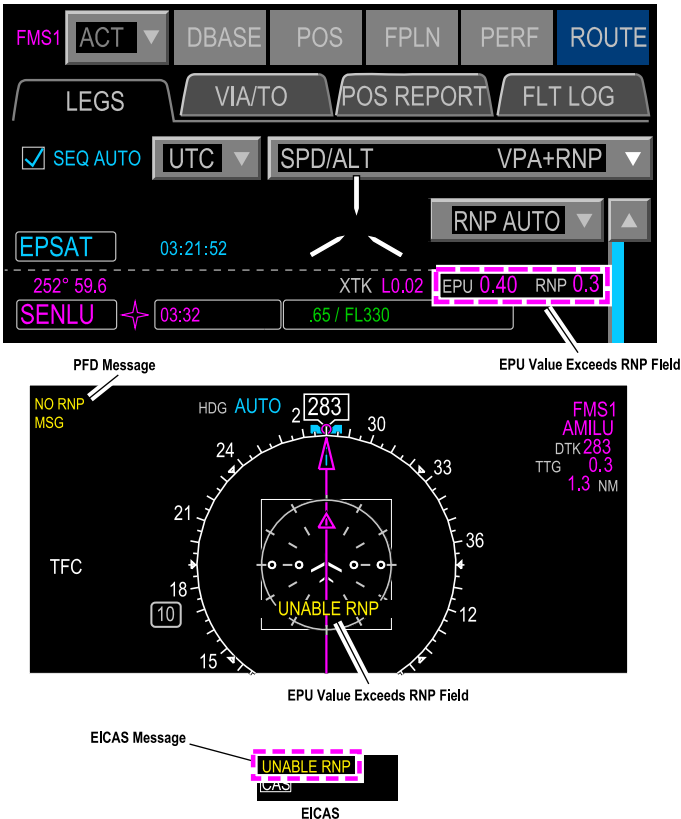 FMS1 ACT DBASE POS FPLN PERF ROUTE
LEGS VIA/TO POS REPORT FLT LOG
SEQ AUTO UTC SPD/ALT VPA+RNP
RNP AUTO
EPSAT 03:21:52
252° 59.6 XTK L0.02 EPU 0.40 RNP 0.3
SENLU 03:32 .65 / FL330
EPU Value Exceeds RNP Field
PFD Message
NO RNP
MSG
HDG AUTO 2 283 30
FMS1
AMILU
DTK 283
TTG 0.3
1.3 NM
24 33
21 36
TFC
18 12
10
UNABLE RNP
15
EPU Value Exceeds RNP Field
EICAS Message
UNABLE RNP
CAS
EICAS